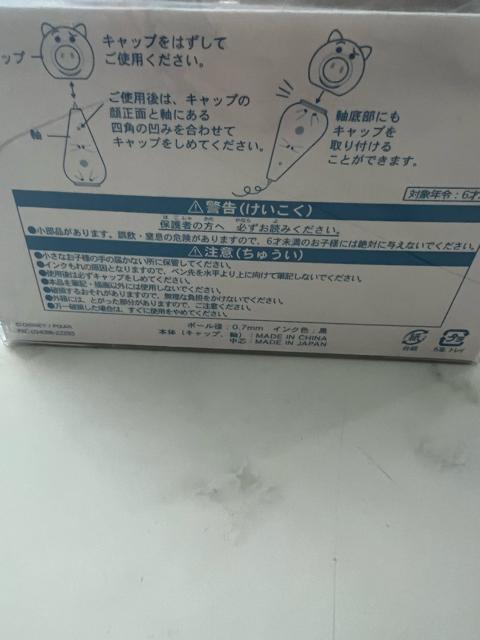 キャップをはずして
ご使用ください。
ップ
ご使用後は、キャップの
顔正面と軸にある
四角の凹みを合わせて
キャップをしめてください。
軸
軸底部にも
キャップを
取り付ける
ことができます。
対象年令:6才
⚠警告(けいこく)
保護者の方へ 必ずお読みください。
●小部品があります。誤飲・窒息の危険がありますので、6才未満のお子様には絶対に与えないでください。
⚠注意(ちゅうい)
●小さなお子様の手の届かない所に保管してください。
●インクもれの原因となりますので、ペン先を水平より上に向けて筆記しないでください。
●使用後は必ずキャップをしめてください。
●本品を筆記・描画以外には使用しないでください。
●破損するおそれがありますので、無理な負担をかけないでください。
●外箱には、とがった部分がありますので、ご注意ください。
●万一破損した場合は、すぐに使用をやめてください。
©DISNEY / PIXAR
ボール径:0.7mm インク色:黒
本体(キャップ、軸):MADE IN CHINA
中芯:MADE IN JAPAN
紙
台紙
プラ
トレイ